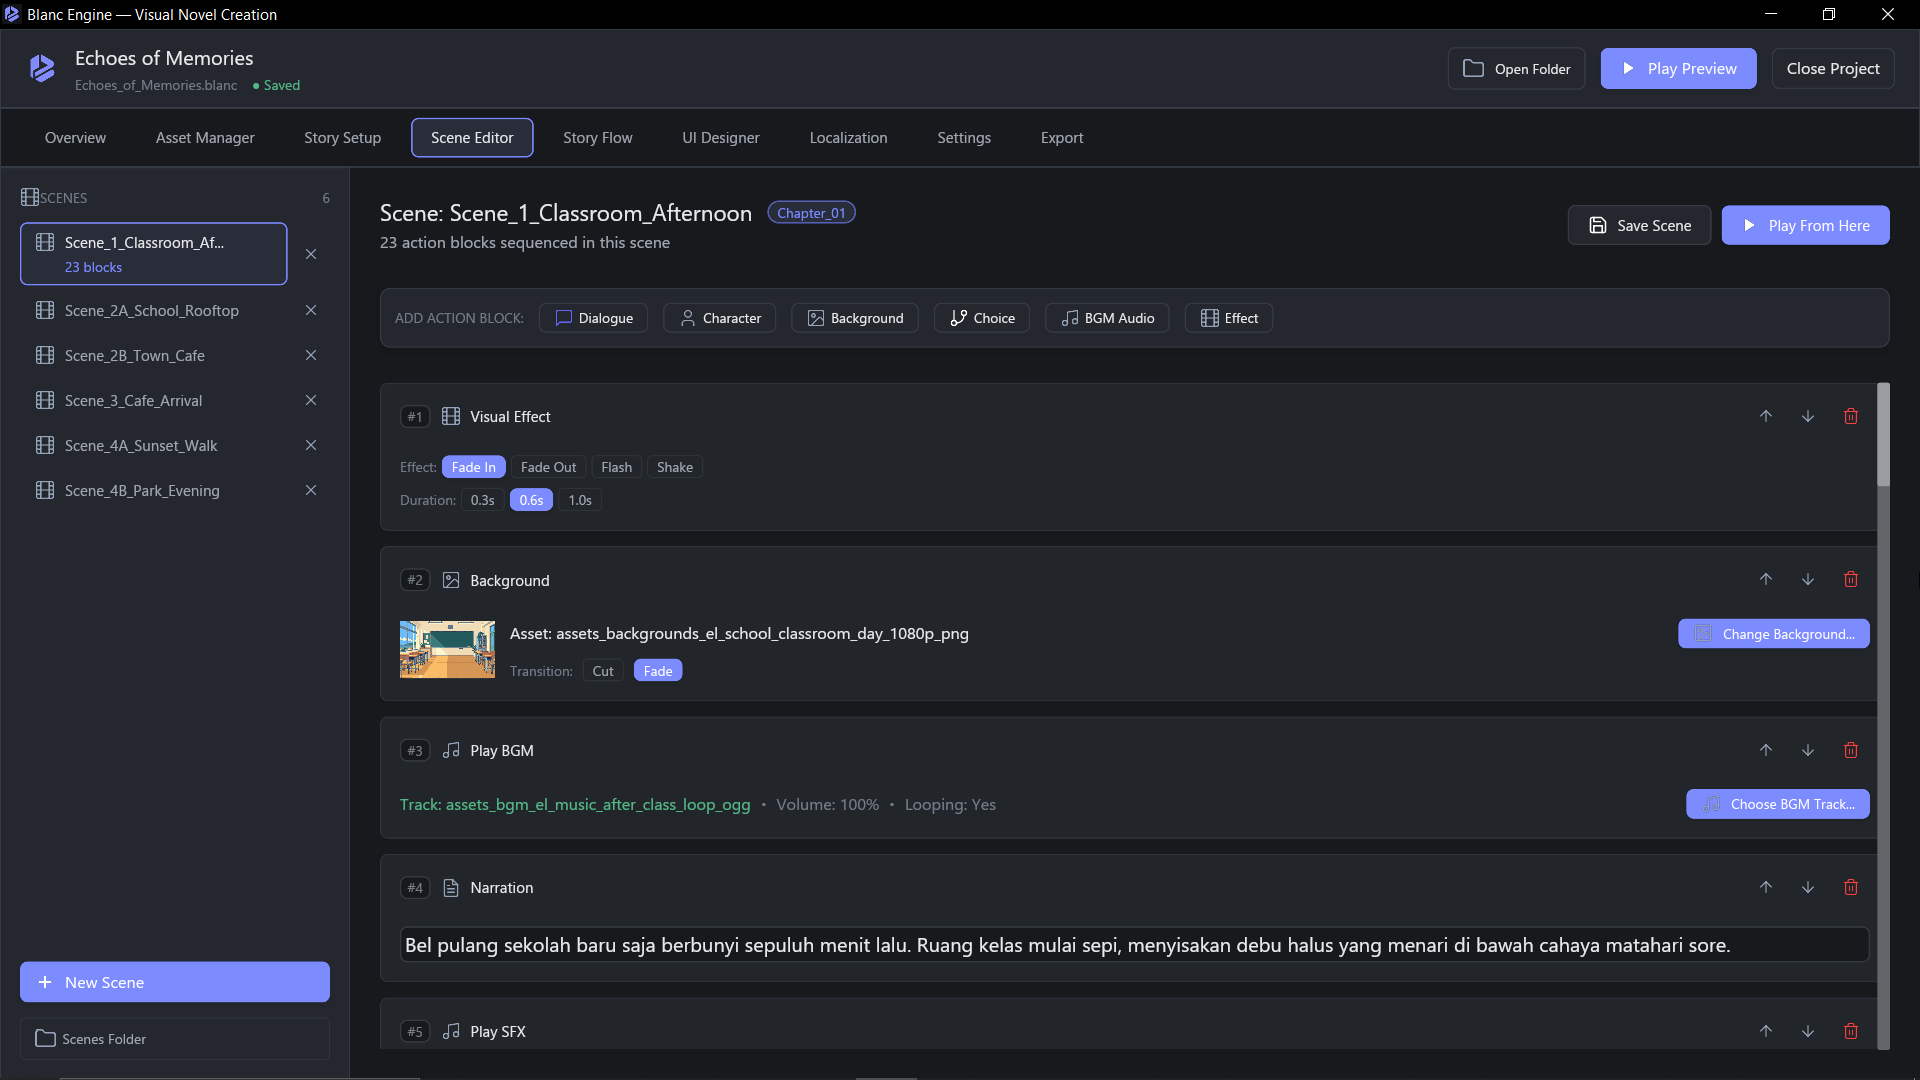 Blanc Engine — Visual Novel Creation
Echoes of Memories
Echoes_of_Memories.blanc ● Saved
Open Folder
Play Preview
Close Project
Overview
Asset Manager
Story Setup
Scene Editor
Story Flow
UI Designer
Localization
Settings
Export
SCENES 6
Scene_1_Classroom_Af...
23 blocks
Scene_2A_School_Rooftop
Scene_2B_Town_Cafe
Scene_3_Cafe_Arrival
Scene_4A_Sunset_Walk
Scene_4B_Park_Evening
New Scene
Scenes Folder
Scene: Scene_1_Classroom_Afternoon Chapter_01
23 action blocks sequenced in this scene
Save Scene
Play From Here
ADD ACTION BLOCK: Dialogue Character Background Choice BGM Audio Effect
#1 Visual Effect
Effect: Fade In Fade Out Flash Shake
Duration: 0.3s 0.6s 1.0s
#2 Background
Asset: assets_backgrounds_el_school_classroom_day_1080p_png
Change Background...
Transition: Cut Fade
#3 Play BGM
Track: assets_bgm_el_music_after_class_loop_ogg • Volume: 100% • Looping: Yes
Choose BGM Track...
#4 Narration
Bel pulang sekolah baru saja berbunyi sepuluh menit lalu. Ruang kelas mulai sepi, menyisakan debu halus yang menari di bawah cahaya matahari sore.
#5 Play SFX